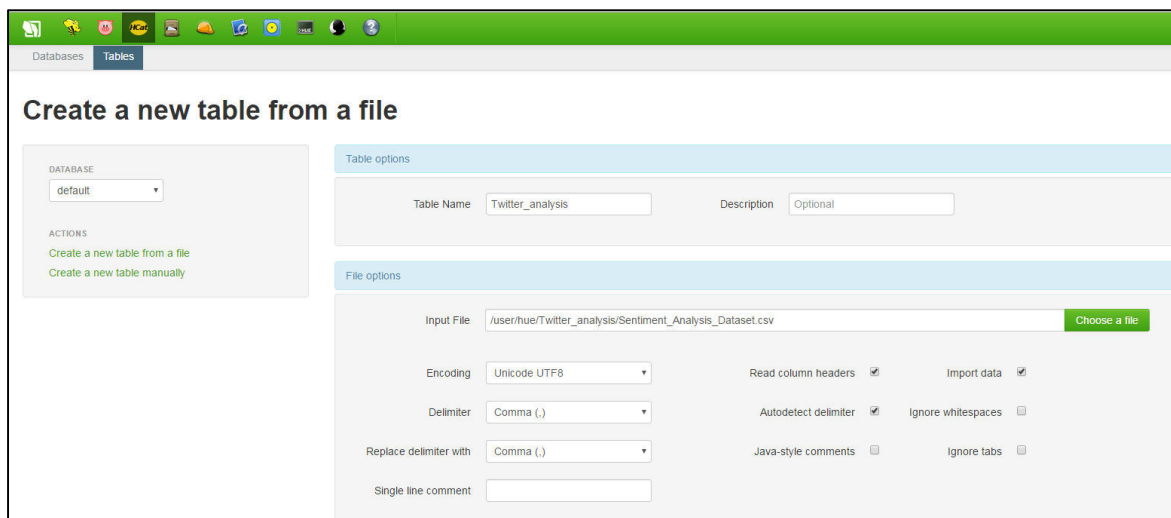 HCat
Databases Tables
Create a new table from a file
DATABASE
default
ACTIONS
Create a new table from a file
Create a new table manually
Table options
Table Name Twitter_analysis Description Optional
File options
Input File /user/hue/Twitter_analysis/Sentiment_Analysis_Dataset.csv Choose a file
Encoding Unicode UTF8 Read column headers Import data
Delimiter Comma (,) Autodetect delimiter Ignore whitespaces
Replace delimiter with Comma (,) Java-style comments Ignore tabs
Single line comment